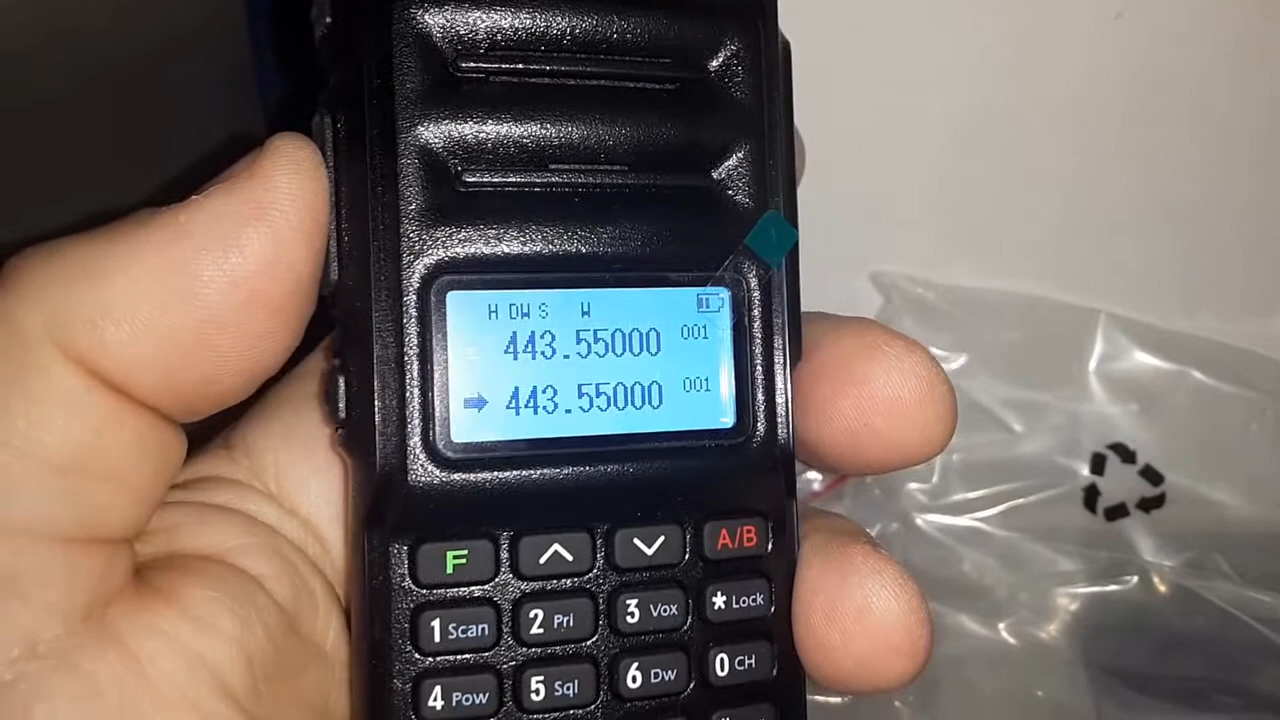 H DW S W
443.55000 001
443.55000 001
F A/B
1 Scan 2 Pri 3 Vox * Lock
4 Pow 5 Sql 6 Dw 0 CH